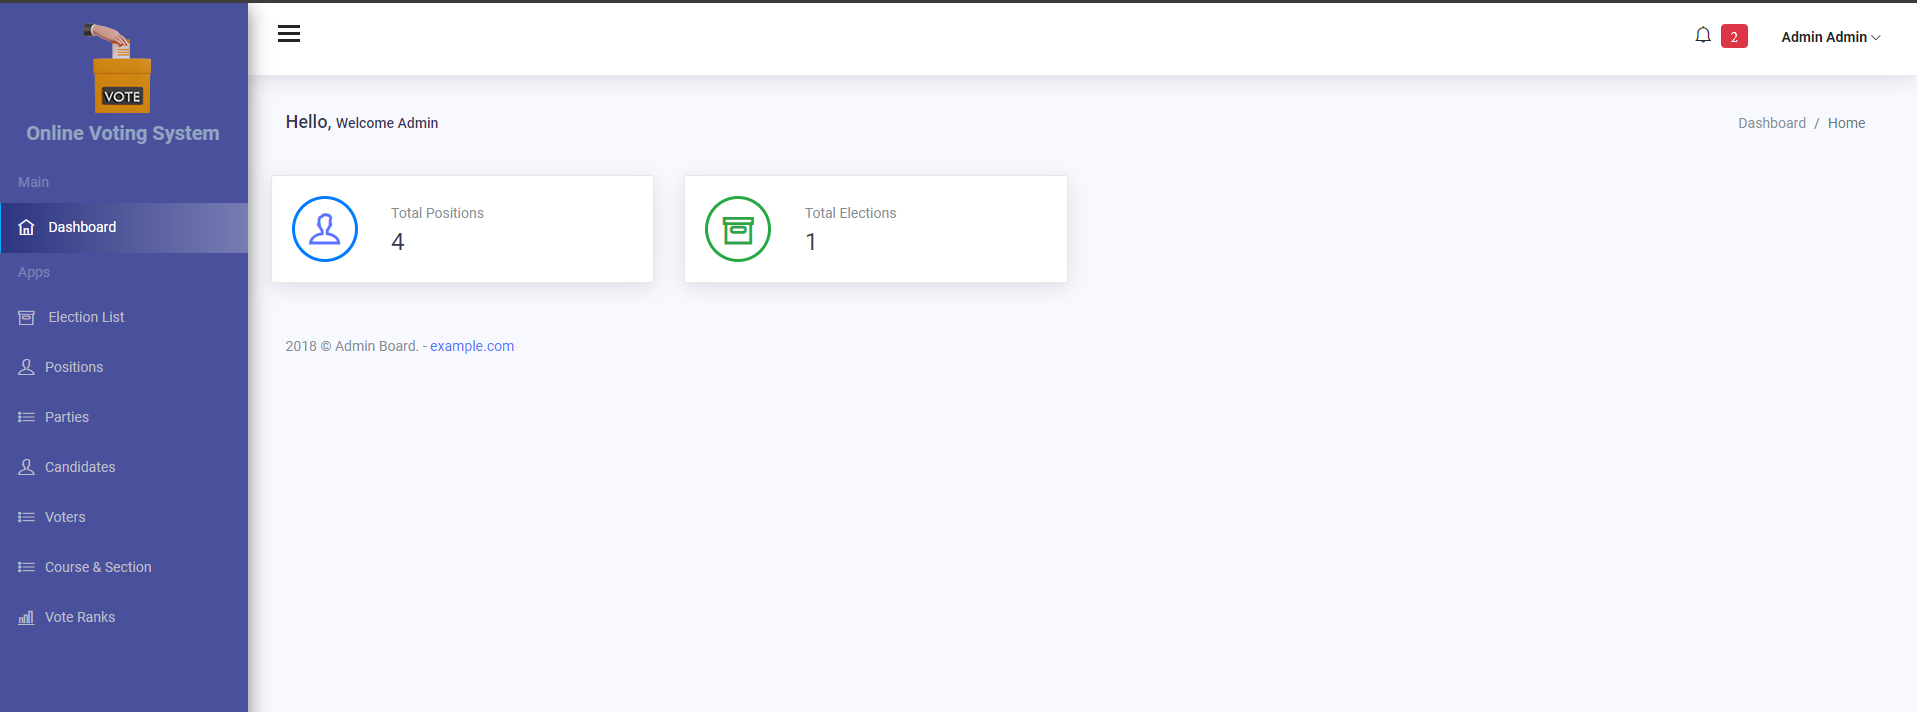 VOTE
Online Voting System
Main
Dashboard
Apps
Election List
Positions
Parties
Candidates
Voters
Course & Section
Vote Ranks
2
Admin Admin
Hello, Welcome Admin
Dashboard / Home
Total Positions
4
Total Elections
1
2018 © Admin Board. - example.com